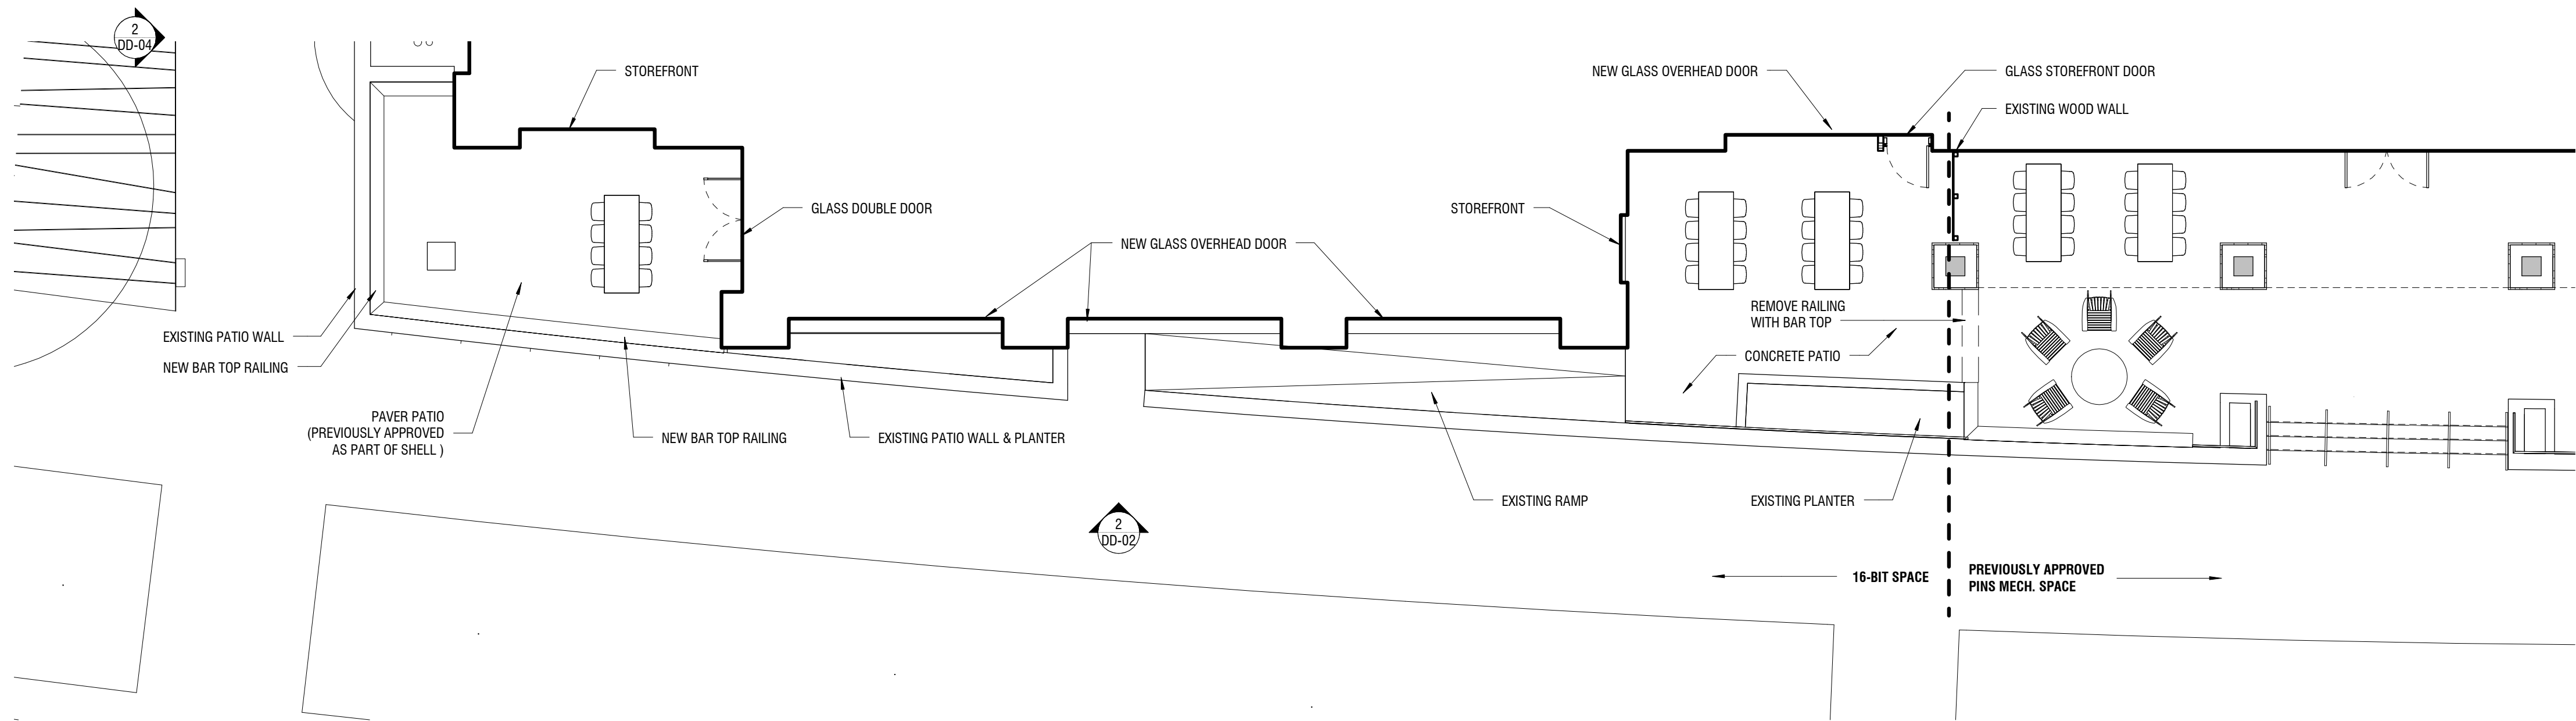 2
DD-04
STOREFRONT
NEW GLASS OVERHEAD DOOR
GLASS STOREFRONT DOOR
EXISTING WOOD WALL
GLASS DOUBLE DOOR
STOREFRONT
NEW GLASS OVERHEAD DOOR
REMOVE RAILING
WITH BAR TOP
EXISTING PATIO WALL
NEW BAR TOP RAILING
CONCRETE PATIO
PAVER PATIO
(PREVIOUSLY APPROVED
AS PART OF SHELL )
NEW BAR TOP RAILING
EXISTING PATIO WALL & PLANTER
EXISTING RAMP
EXISTING PLANTER
2
DD-02
16-BIT SPACE
PREVIOUSLY APPROVED
PINS MECH. SPACE